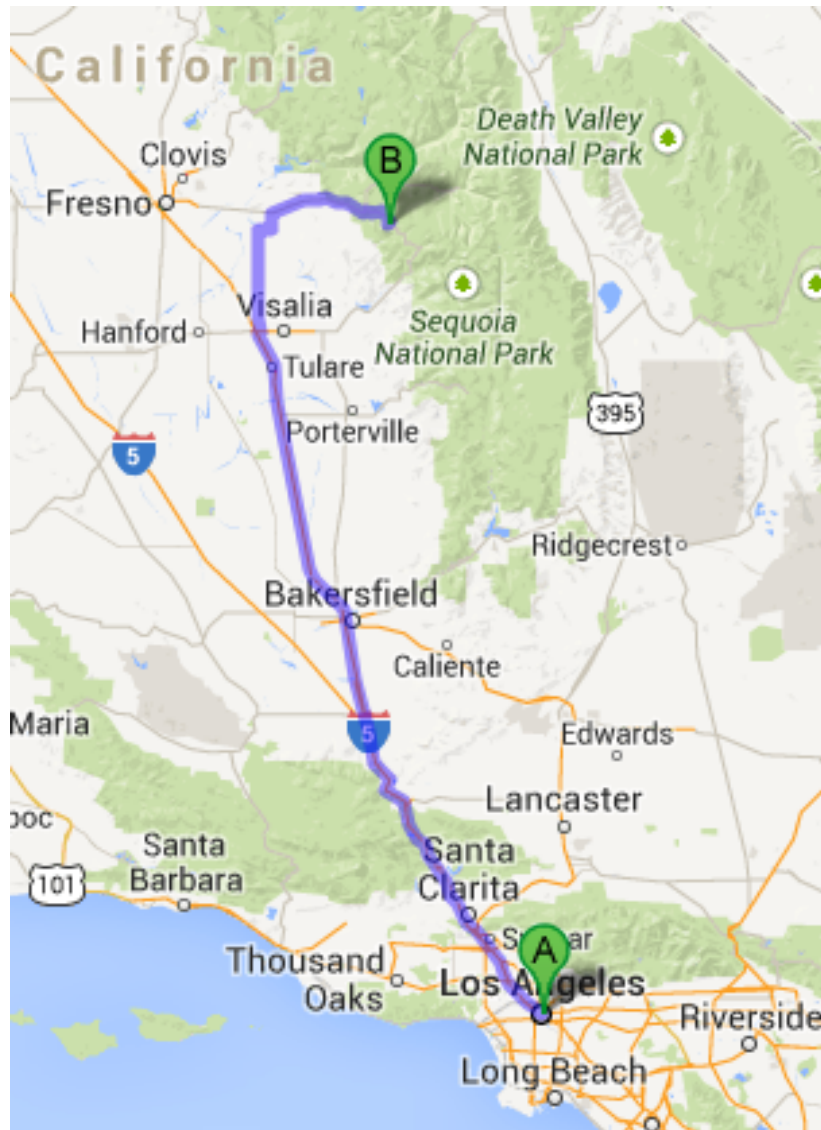 California
Death Valley
National Park
Clovis
B
Fresno
Visalia
Hanford
Sequoia
National Park
Tulare
395
Porterville
5
Ridgecrest
Bakersfield
Caliente
Maria
5
Edwards
Lancaster
poc
Santa
Barbara
Santa
Clarita
101
A
Thousand
Oaks
Los Angeles
Riverside
Long Beach